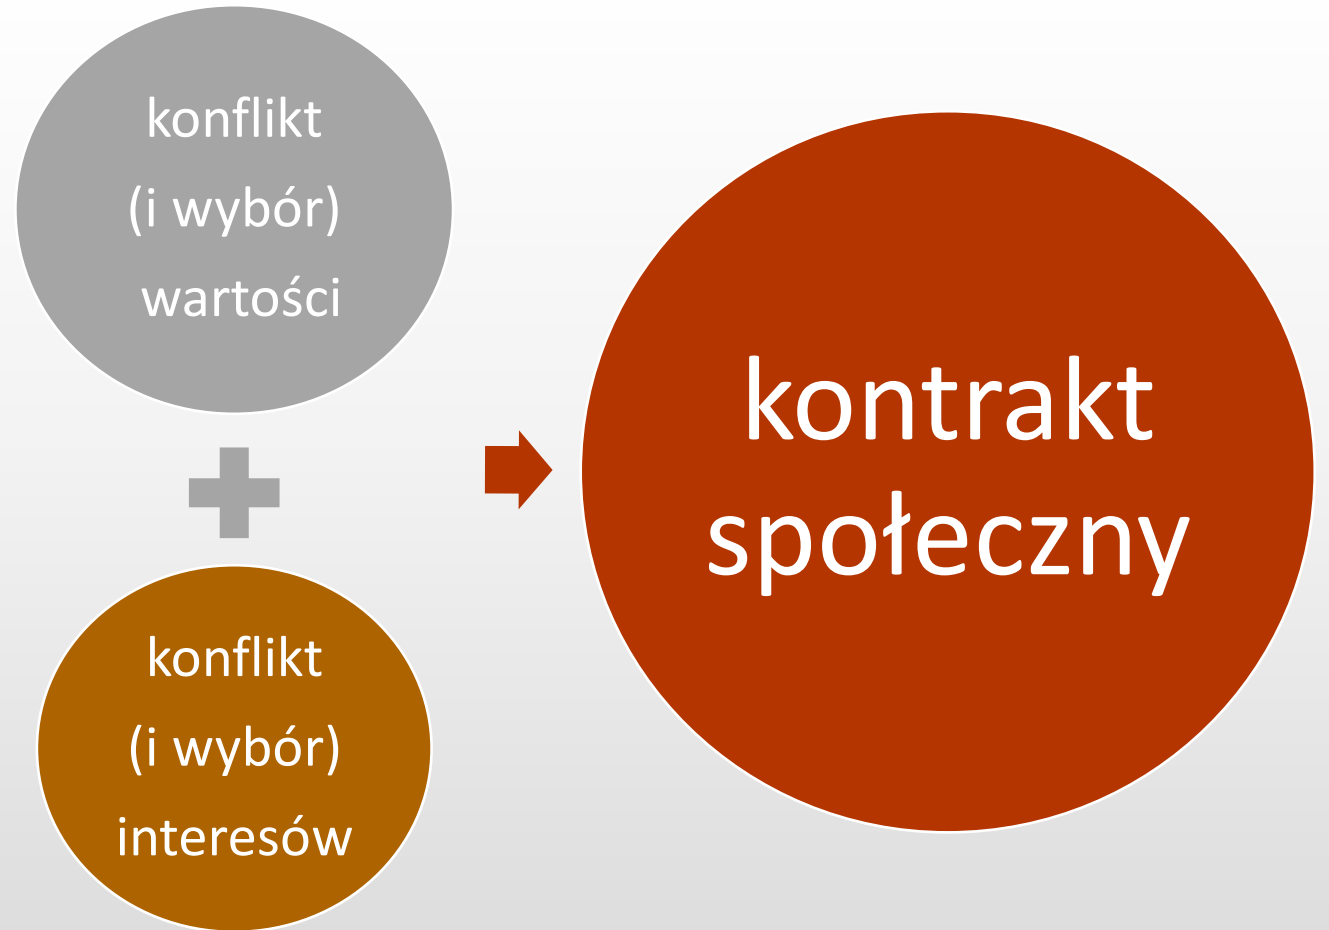 konflikt
(i wybór)
wartości
konflikt
(i wybór)
interesów
kontrakt
społeczny